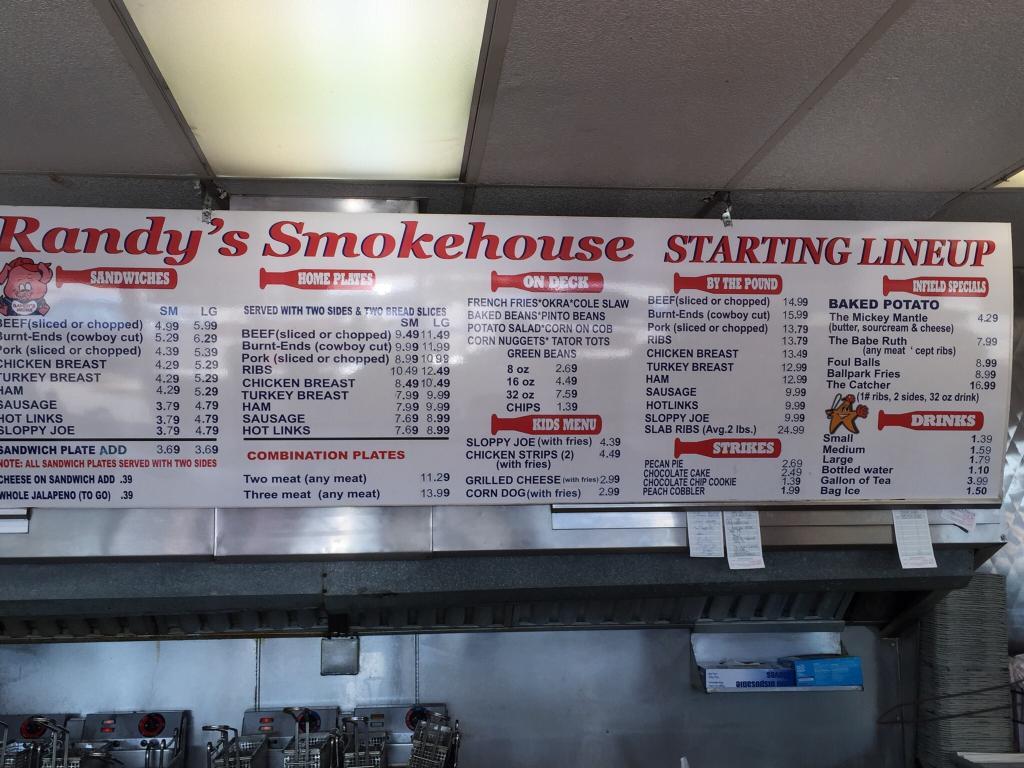 Randy's Smokehouse STARTING LINEUP
SANDWICHES
SM LG
BEEF(sliced or chopped) 4.99 5.99
Burnt-Ends (cowboy cut) 5.29 6.29
Pork (sliced or chopped) 4.39 5.39
CHICKEN BREAST 4.29 5.29
TURKEY BREAST 4.29 5.29
HAM 4.29 5.29
SAUSAGE 3.79 4.79
HOT LINKS 3.79 4.79
SLOPPY JOE 3.79 4.79
SANDWICH PLATE ADD 3.69 3.69
NOTE: ALL SANDWICH PLATES SERVED WITH TWO SIDES
CHEESE ON SANDWICH ADD .39
WHOLE JALAPENO (TO GO) .39
HOME PLATES
SERVED WITH TWO SIDES & TWO BREAD SLICES
SM LG
BEEF(sliced or chopped) 9.49 11.49
Burnt-Ends (cowboy cut) 9.99 11.99
Pork (sliced or chopped) 8.99 10.99
RIBS 10.49 12.49
CHICKEN BREAST 8.49 10.49
TURKEY BREAST 7.99 9.99
HAM 7.99 9.99
SAUSAGE 7.69 8.99
HOT LINKS 7.69 8.99
COMBINATION PLATES
Two meat (any meat) 11.29
Three meat (any meat) 13.99
ON DECK
FRENCH FRIES*OKRA*COLE SLAW
BAKED BEANS*PINTO BEANS
POTATO SALAD*CORN ON COB
CORN NUGGETS* TATOR TOTS
GREEN BEANS
8 oz 2.69
16 oz 4.49
32 oz 7.59
CHIPS 1.39
KIDS MENU
SLOPPY JOE (with fries) 4.39
CHICKEN STRIPS (2) 4.49
(with fries)
GRILLED CHEESE (with fries) 2.99
CORN DOG(with fries) 2.99
BY THE POUND
BEEF(sliced or chopped) 14.99
Burnt-Ends (cowboy cut) 15.99
Pork (sliced or chopped) 13.79
RIBS 13.79
CHICKEN BREAST 13.49
TURKEY BREAST 12.99
HAM 12.99
SAUSAGE 9.99
HOTLINKS 9.99
SLOPPY JOE 9.99
SLAB RIBS (Avg.2 lbs.) 24.99
STRIKES
PECAN PIE 2.69
CHOCOLATE CAKE 2.49
CHOCOLATE CHIP COOKIE 1.39
PEACH COBBLER 1.99
INFIELD SPECIALS
BAKED POTATO
The Mickey Mantle 4.29
(butter, sourcream & cheese)
The Babe Ruth 7.99
(any meat ' cept ribs)
Foul Balls 8.99
Ballpark Fries 8.99
The Catcher 16.99
(1# ribs, 2 sides, 32 oz drink)
DRINKS
Small 1.39
Medium 1.59
Large 1.79
Bottled water 1.10
Gallon of Tea 3.99
Bag Ice 1.50